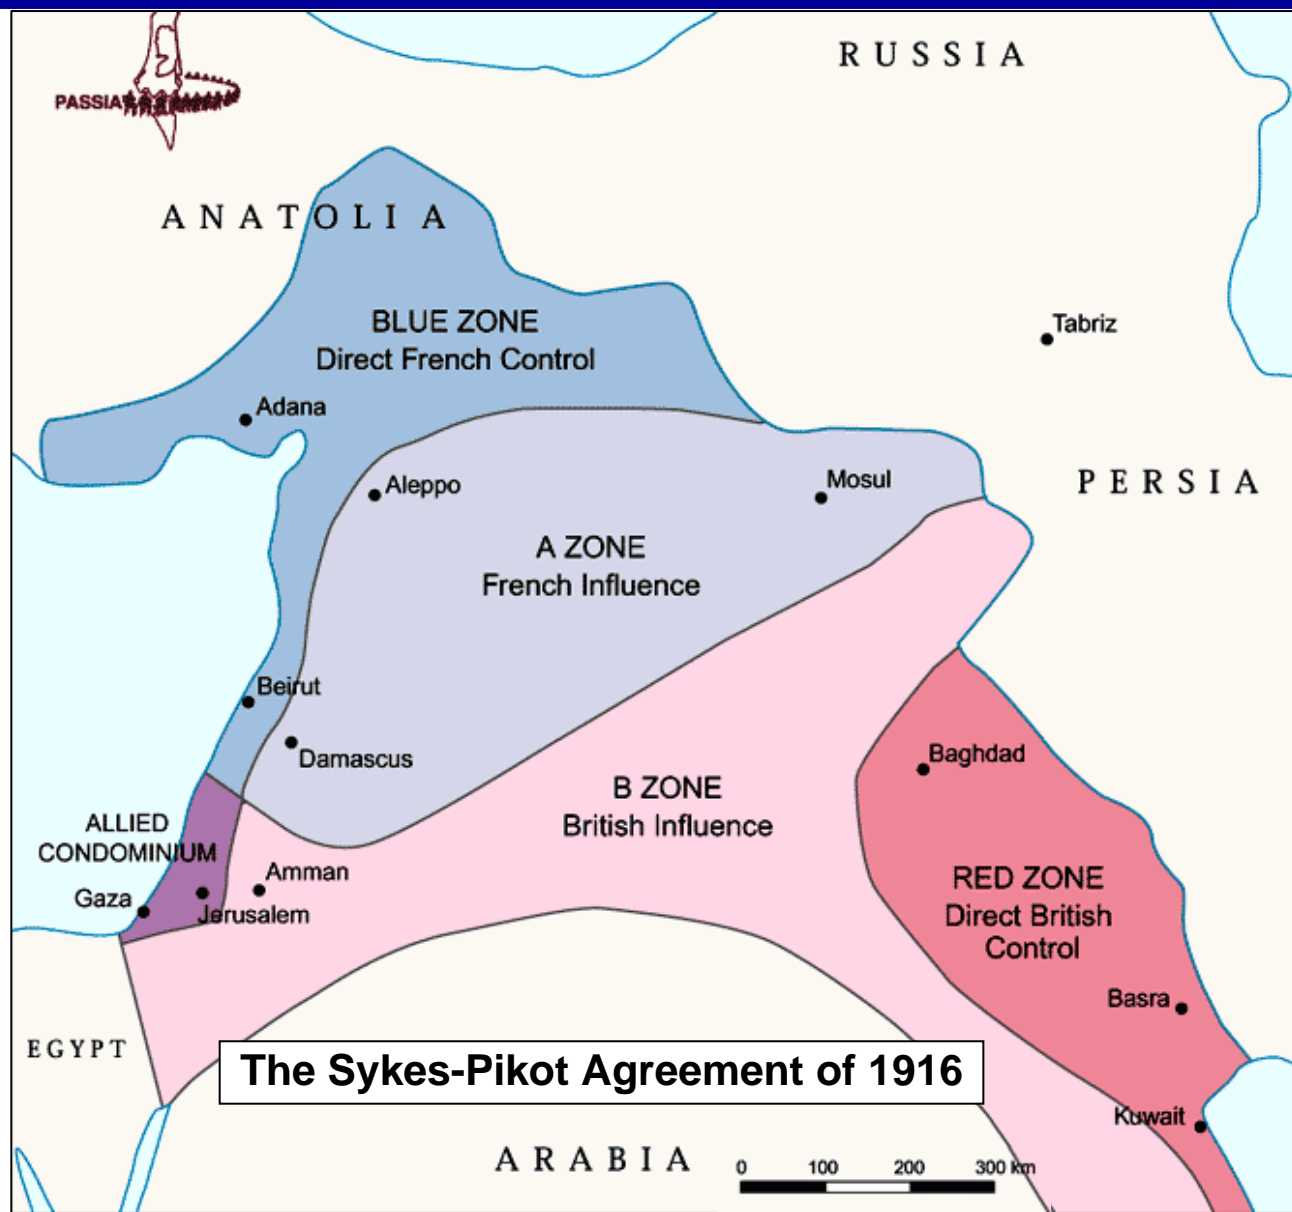 RUSSIA
PASSIA
ANATOLIA
BLUE ZONE
Direct French Control
Tabriz
Adana
Aleppo
Mosul
PERSIA
A ZONE
French Influence
Beirut
Damascus
Baghdad
B ZONE
British Influence
ALLIED
CONDOMINIUM
Amman
Gaza
Jerusalem
RED ZONE
Direct British
Control
Basra
EGYPT
The Sykes-Pikot Agreement of 1916
Kuwait
ARABIA
0 100 200 300 km